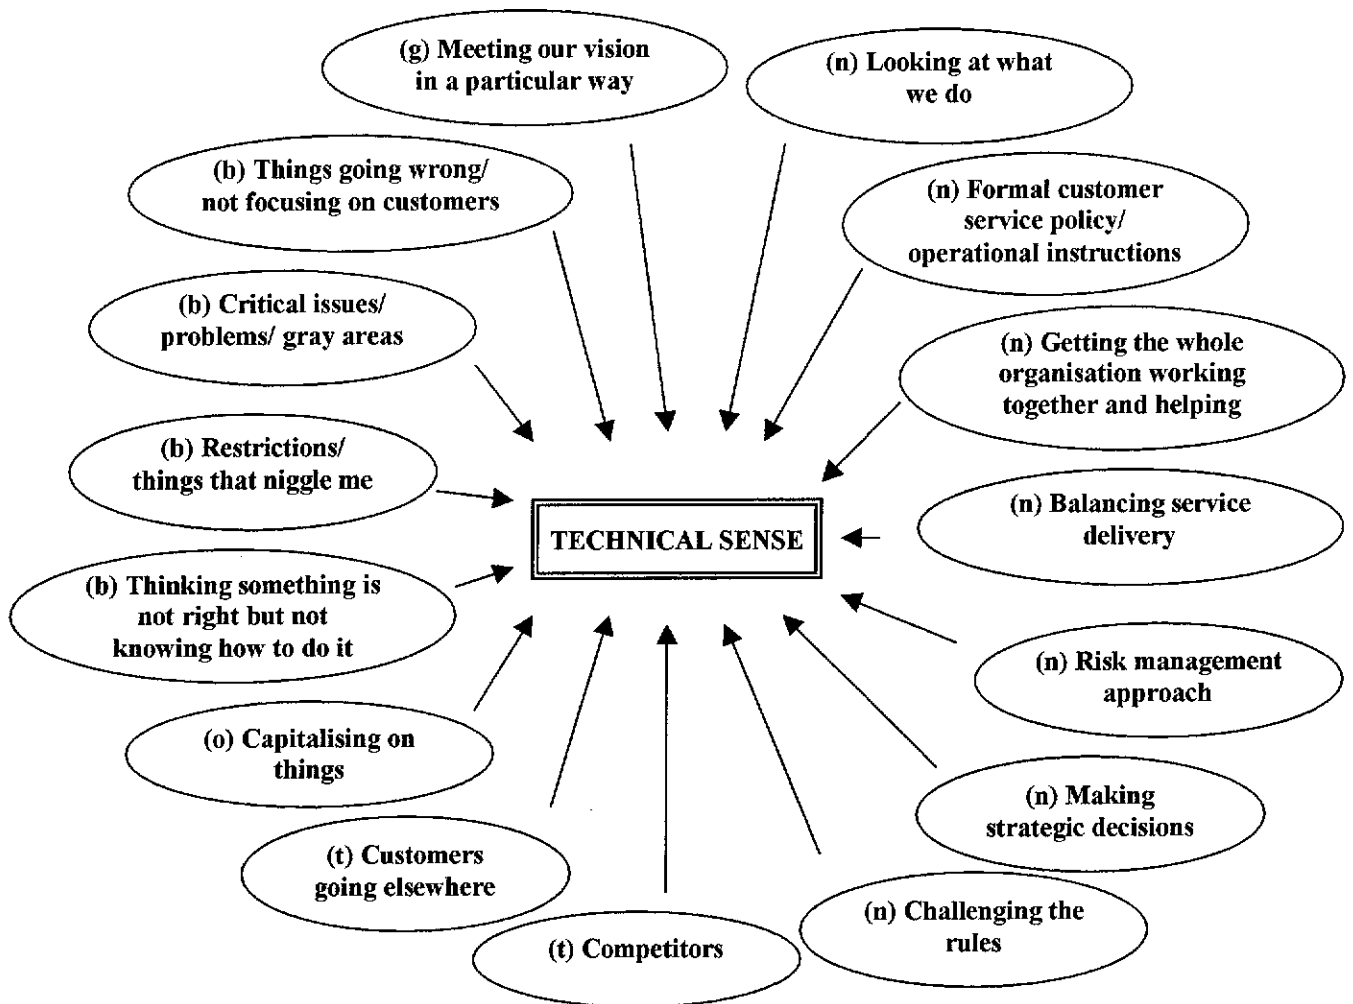 (g) Meeting our vision
in a particular way
(n) Looking at what
we do
(b) Things going wrong/
not focusing on customers
(n) Formal customer
service policy/
operational instructions
(b) Critical issues/
problems/ gray areas
(n) Getting the whole
organisation working
together and helping
(b) Restrictions/
things that niggle me
(n) Balancing service
delivery
TECHNICAL SENSE
(b) Thinking something is
not right but not
knowing how to do it
(n) Risk management
approach
(o) Capitalising on
things
(n) Making
strategic decisions
(t) Customers
going elsewhere
(n) Challenging the
rules
(t) Competitors